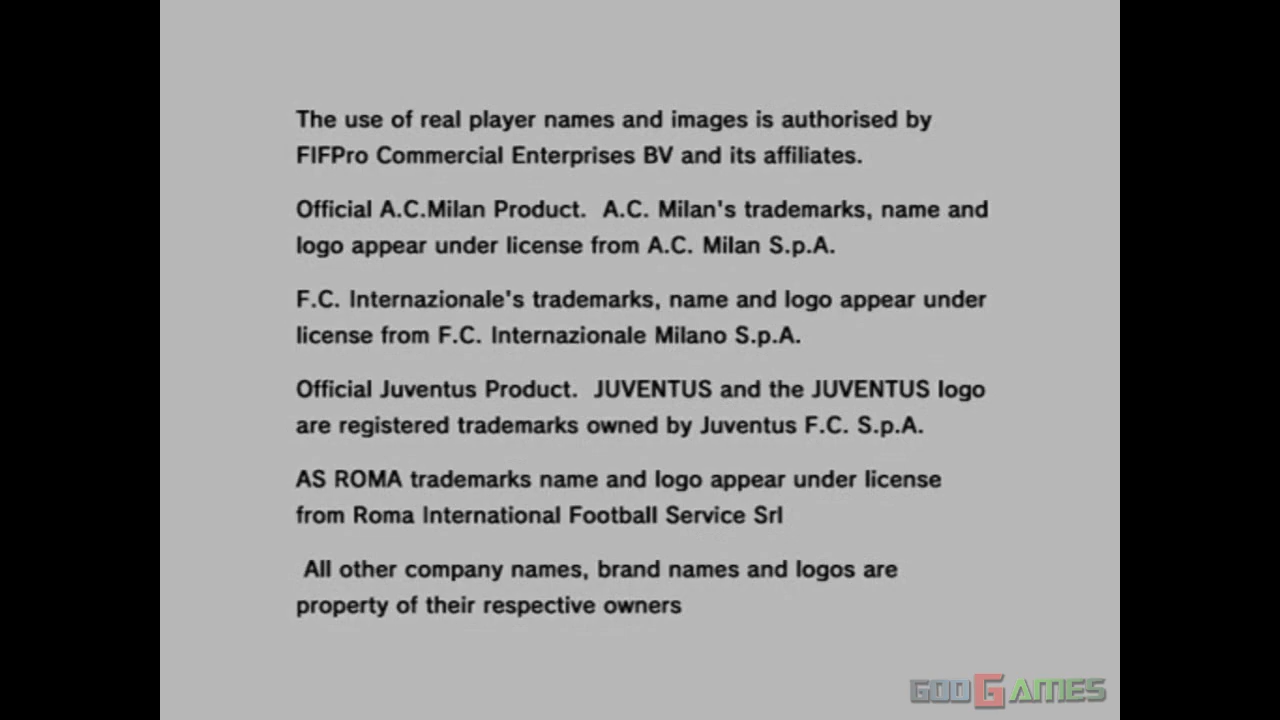 The use of real player names and images is authorised by
FIFPro Commercial Enterprises BV and its affiliates.
Official A.C.Milan Product.  A.C. Milan's trademarks, name and
logo appear under license from A.C. Milan S.p.A.
F.C. Internazionale's trademarks, name and logo appear under
license from F.C. Internazionale Milano S.p.A.
Official Juventus Product.  JUVENTUS and the JUVENTUS logo
are registered trademarks owned by Juventus F.C. S.p.A.
AS ROMA trademarks name and logo appear under license
from Roma International Football Service Srl
All other company names, brand names and logos are
property of their respective owners
GODGAMES